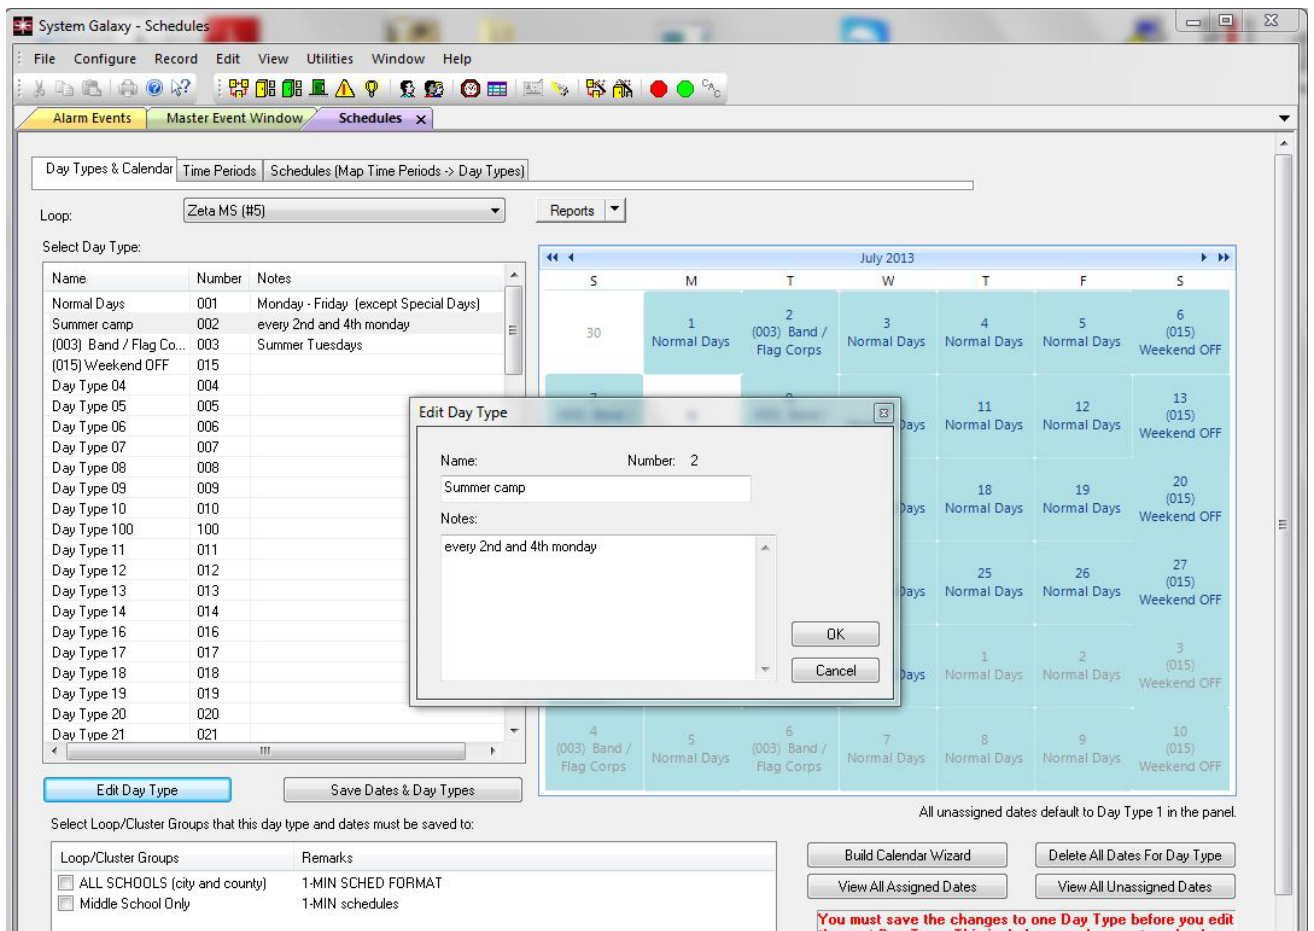 System Galaxy - Schedules
File Configure Record Edit View Utilities Window Help
Alarm Events Master Event Window Schedules x
Day Types & Calendar Time Periods Schedules (Map Time Periods -> Day Types)
Loop: Zeta MS (#5) Reports
Select Day Type:
Name Number Notes
Normal Days 001 Monday - Friday (except Special Days)
Summer camp 002 every 2nd and 4th monday
(003) Band / Flag Co... 003 Summer Tuesdays
(015) Weekend OFF 015
Day Type 04 004
Day Type 05 005
Day Type 06 006
Day Type 07 007
Day Type 08 008
Day Type 09 009
Day Type 10 010
Day Type 100 100
Day Type 11 011
Day Type 12 012
Day Type 13 013
Day Type 14 014
Day Type 16 016
Day Type 17 017
Day Type 18 018
Day Type 19 019
Day Type 20 020
Day Type 21 021
Edit Day Type Save Dates & Day Types
July 2013
S M T W T F S
30
1 Normal Days
2 (003) Band / Flag Corps
3 Normal Days
4 Normal Days
5 Normal Days
6 (015) Weekend OFF
Days
11 Normal Days
12 Normal Days
13 (015) Weekend OFF
Days
18 Normal Days
19 Normal Days
20 (015) Weekend OFF
Days
25 Normal Days
26 Normal Days
27 (015) Weekend OFF
Days
1 Normal Days
2 Normal Days
3 (015) Weekend OFF
4 (003) Band / Flag Corps
5 Normal Days
6 (003) Band / Flag Corps
7 Normal Days
8 Normal Days
9 Normal Days
10 (015) Weekend OFF
Edit Day Type
Name: Number: 2
Summer camp
Notes:
every 2nd and 4th monday
OK
Cancel
All unassigned dates default to Day Type 1 in the panel.
Select Loop/Cluster Groups that this day type and dates must be saved to:
Loop/Cluster Groups Remarks
ALL SCHOOLS (city and county) 1-MIN SCHED FORMAT
Middle School Only 1-MIN schedules
Build Calendar Wizard Delete All Dates For Day Type
View All Assigned Dates View All Unassigned Dates
You must save the changes to one Day Type before you edit